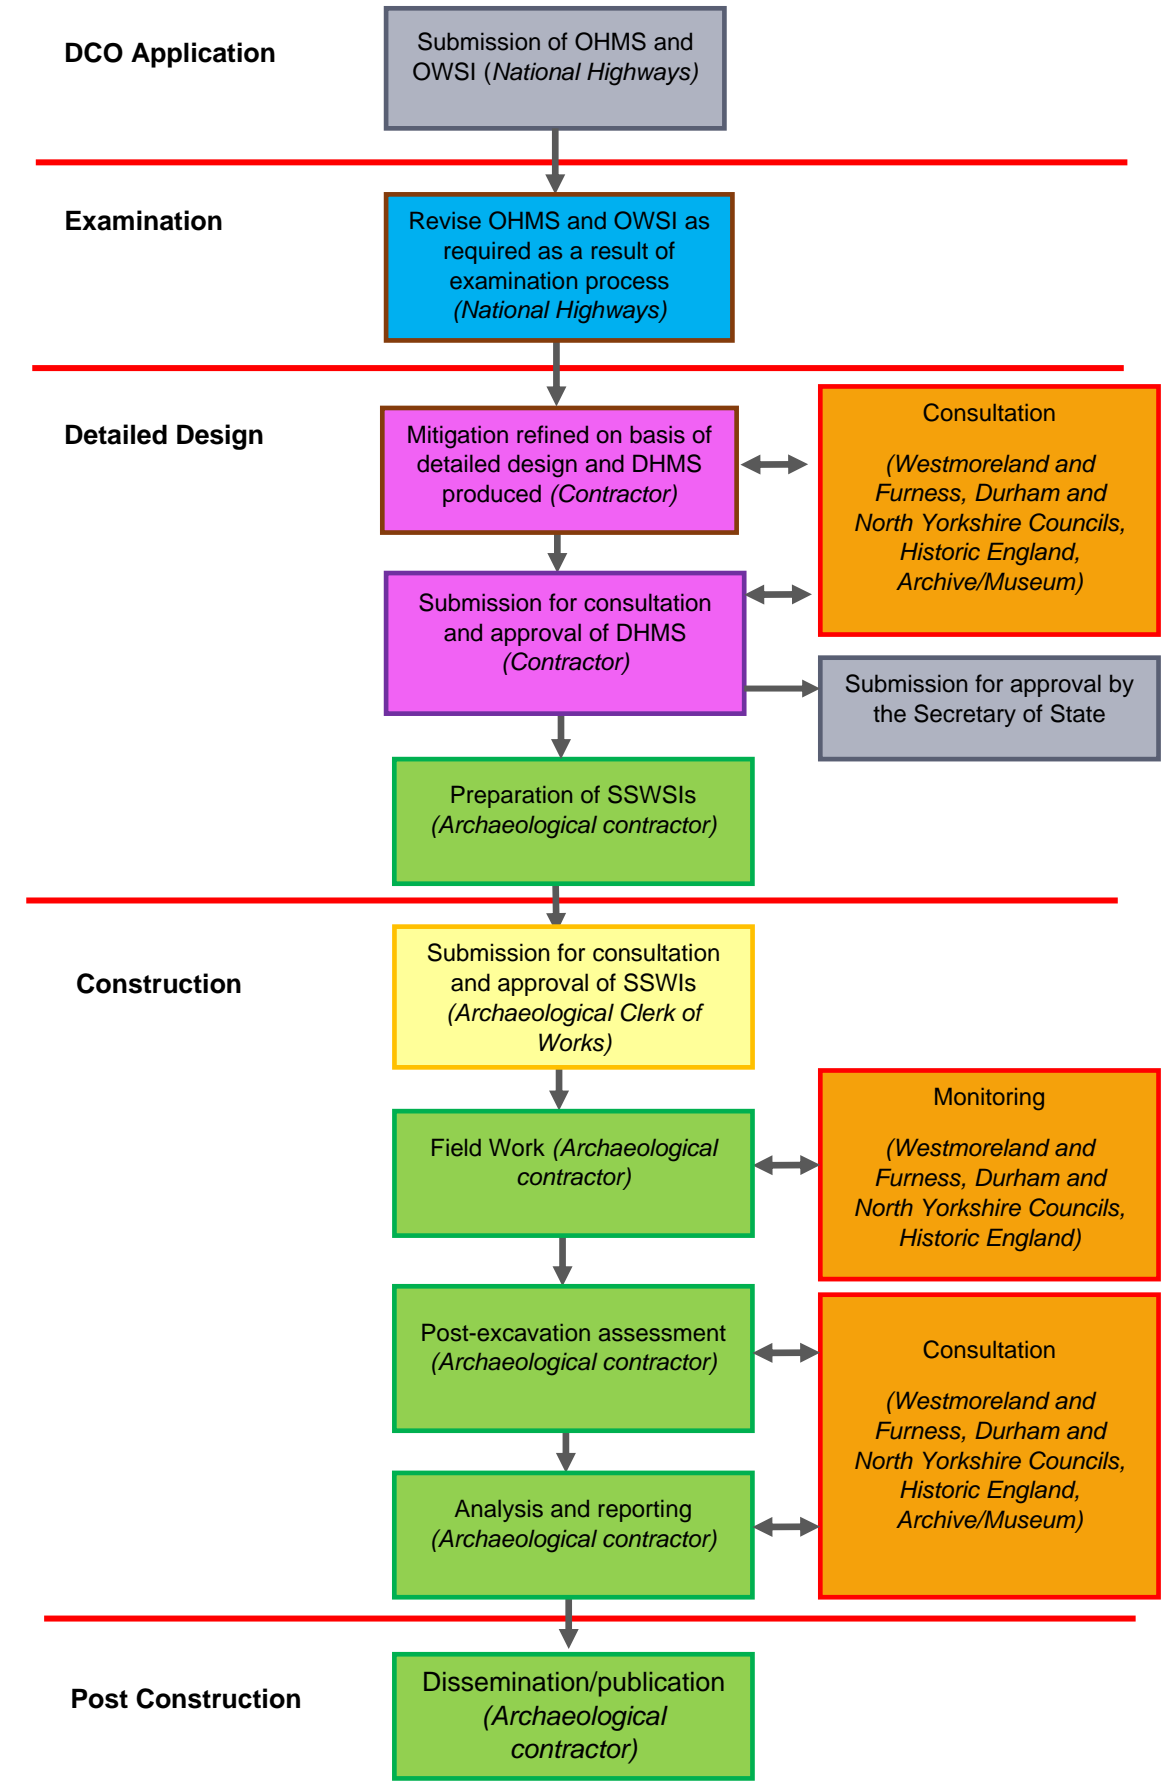 DCO Application
Submission of OHMS and
OWSI (National Highways)
Examination
Revise OHMS and OWSI as
required as a result of
examination process
(National Highways)
Detailed Design
Mitigation refined on basis of
detailed design and DHMS
produced (Contractor)
Consultation
(Westmoreland and
Furness, Durham and
North Yorkshire Councils,
Historic England,
Archive/Museum)
Submission for consultation
and approval of DHMS
(Contractor)
Submission for approval by
the Secretary of State
Preparation of SSWSIs
(Archaeological contractor)
Construction
Submission for consultation
and approval of SSWIs
(Archaeological Clerk of
Works)
Field Work (Archaeological
contractor)
Monitoring
(Westmoreland and
Furness, Durham and
North Yorkshire Councils,
Historic England)
Post-excavation assessment
(Archaeological contractor)
Consultation
(Westmoreland and
Furness, Durham and
North Yorkshire Councils,
Historic England,
Archive/Museum)
Analysis and reporting
(Archaeological contractor)
Post Construction
Dissemination/publication
(Archaeological
contractor)